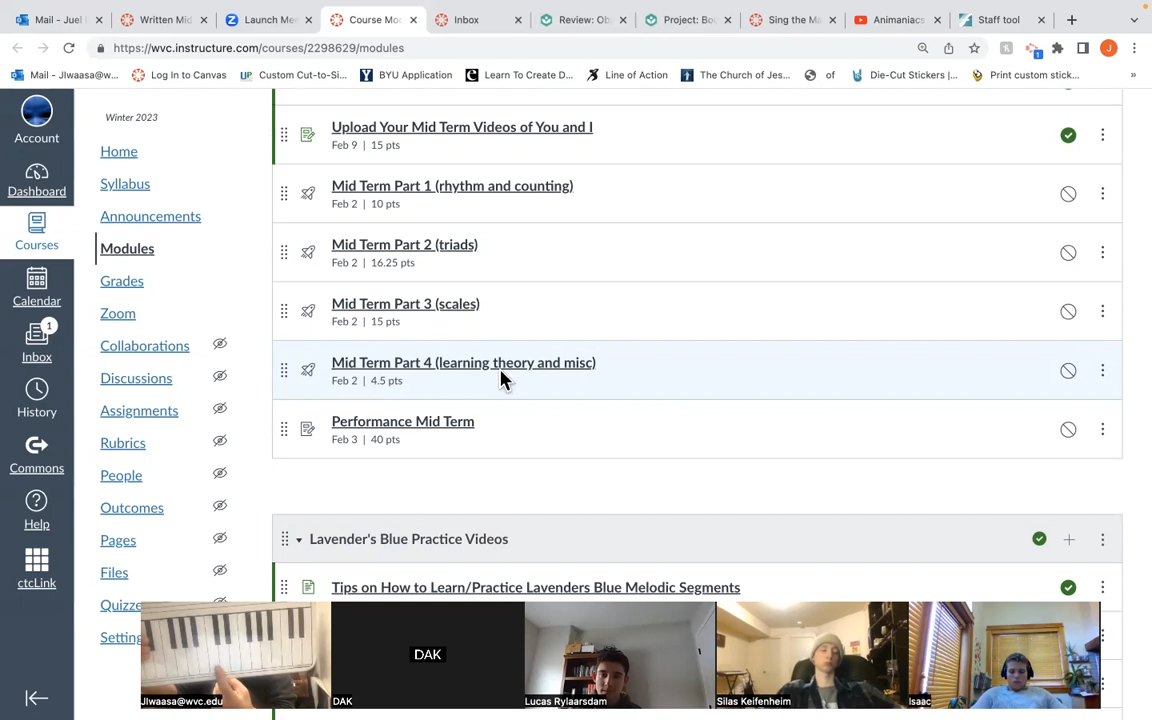 Mail - Juel
Written Mid
Launch Mee
Course Mod
Inbox
Review: Ob
Project: Bo
Sing the Ma
Animaniacs
Staff tool
https://wvc.instructure.com/courses/2298629/modules
Mail - Jlwaasa@w...
Log In to Canvas
Custom Cut-to-Si...
BYU Application
Learn To Create D...
Line of Action
The Church of Jes...
of
Die-Cut Stickers |...
Print custom stick...
Account
Dashboard
Courses
Calendar
1
Inbox
History
Commons
Help
ctcLink
Winter 2023
Home
Syllabus
Announcements
Modules
Grades
Zoom
Collaborations
Discussions
Assignments
Rubrics
People
Outcomes
Pages
Files
Quizze
Setting
Upload Your Mid Term Videos of You and I
Feb 9 | 15 pts
Mid Term Part 1 (rhythm and counting)
Feb 2 | 10 pts
Mid Term Part 2 (triads)
Feb 2 | 16.25 pts
Mid Term Part 3 (scales)
Feb 2 | 15 pts
Mid Term Part 4 (learning theory and misc)
Feb 2 | 4.5 pts
Performance Mid Term
Feb 3 | 40 pts
Lavender's Blue Practice Videos
Tips on How to Learn/Practice Lavenders Blue Melodic Segments
Jlwaasa@wvc.edu
DAK
DAK
Lucas Rylaarsdam
Silas Keifenheim
Isaac